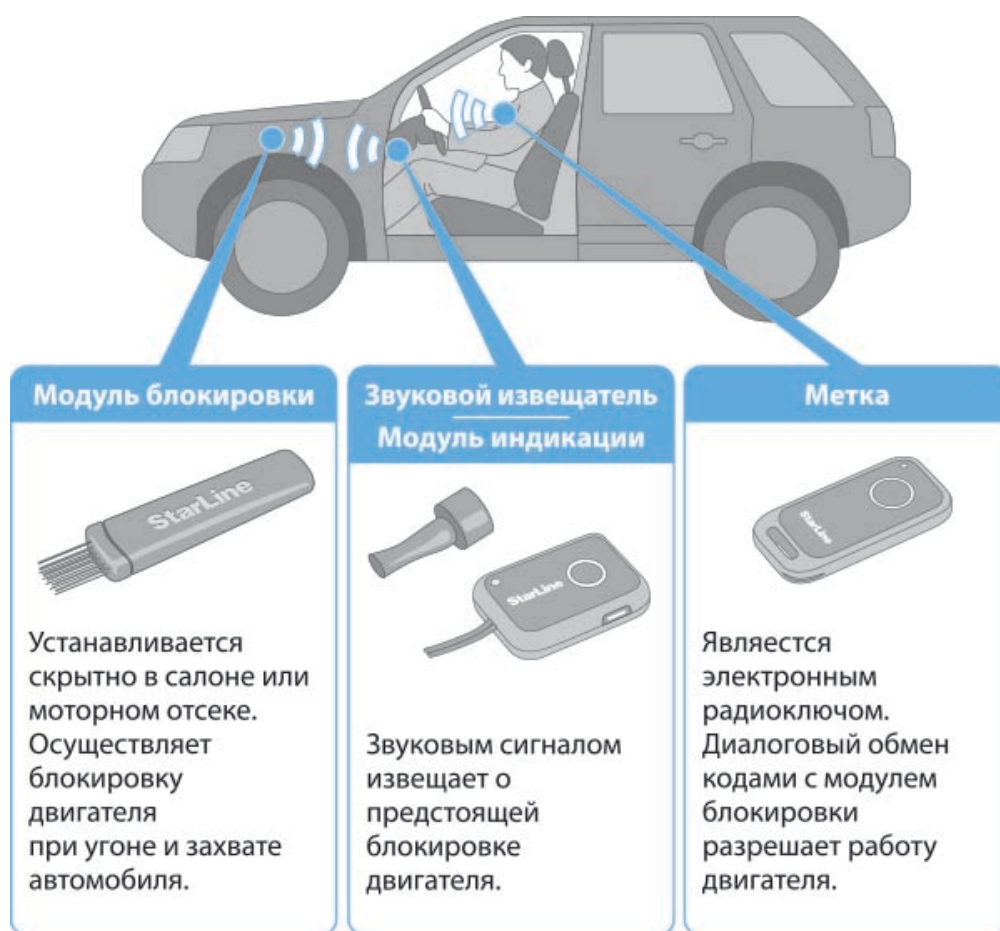 Модуль блокировки
StarLine
Устанавливается
скрытно в салоне или
моторном отсеке.
Осуществляет
блокировку
двигателя
при угоне и захвате
автомобиля.
Звуковой извещатель
Модуль индикации
StarLine
Звуковым сигналом
извещает о
предстоящей
блокировке
двигателя.
Метка
StarLine
Являестся
электронным
радиоключом.
Диалоговый обмен
кодами с модулем
блокировки
разрешает работу
двигателя.